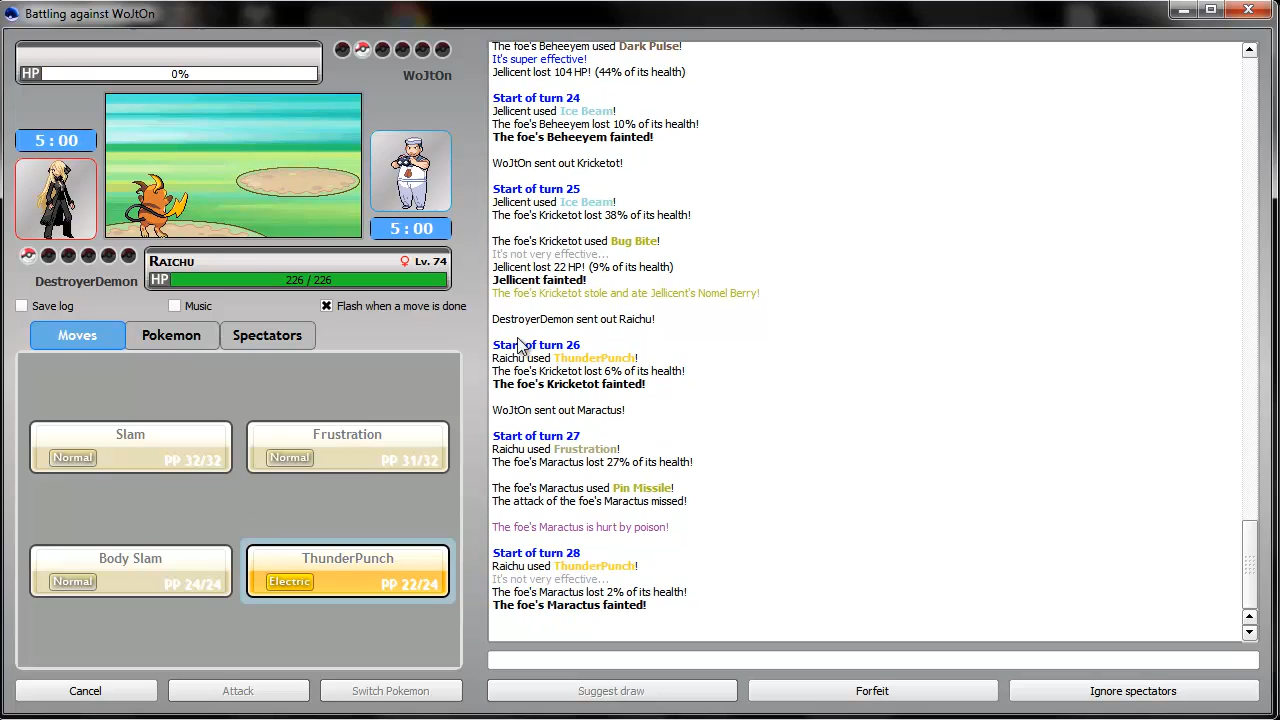 Battling against WoJtOn
HP 0%
WoJtOn
5:00
5:00
DestroyerDemon
RAICHU Lv. 74
HP 226 / 226
Save log
Music
Flash when a move is done
Moves
Pokemon
Spectators
Slam
Normal PP 32/32
Frustration
Normal PP 31/32
Body Slam
Normal PP 24/24
ThunderPunch
Electric PP 22/24
Cancel
Attack
Switch Pokemon
The foe's Beheeyem used Dark Pulse!
It's super effective!
Jellicent lost 104 HP! (44% of its health)
Start of turn 24
Jellicent used Ice Beam!
The foe's Beheeyem lost 10% of its health!
The foe's Beheeyem fainted!
WoJtOn sent out Kricketot!
Start of turn 25
Jellicent used Ice Beam!
The foe's Kricketot lost 38% of its health!
The foe's Kricketot used Bug Bite!
It's not very effective...
Jellicent lost 22 HP! (9% of its health)
Jellicent fainted!
The foe's Kricketot stole and ate Jellicent's Nomel Berry!
DestroyerDemon sent out Raichu!
Start of turn 26
Raichu used ThunderPunch!
The foe's Kricketot lost 6% of its health!
The foe's Kricketot fainted!
WoJtOn sent out Maractus!
Start of turn 27
Raichu used Frustration!
The foe's Maractus lost 27% of its health!
The foe's Maractus used Pin Missile!
The attack of the foe's Maractus missed!
The foe's Maractus is hurt by poison!
Start of turn 28
Raichu used ThunderPunch!
It's not very effective...
The foe's Maractus lost 2% of its health!
The foe's Maractus fainted!
Suggest draw
Forfeit
Ignore spectators